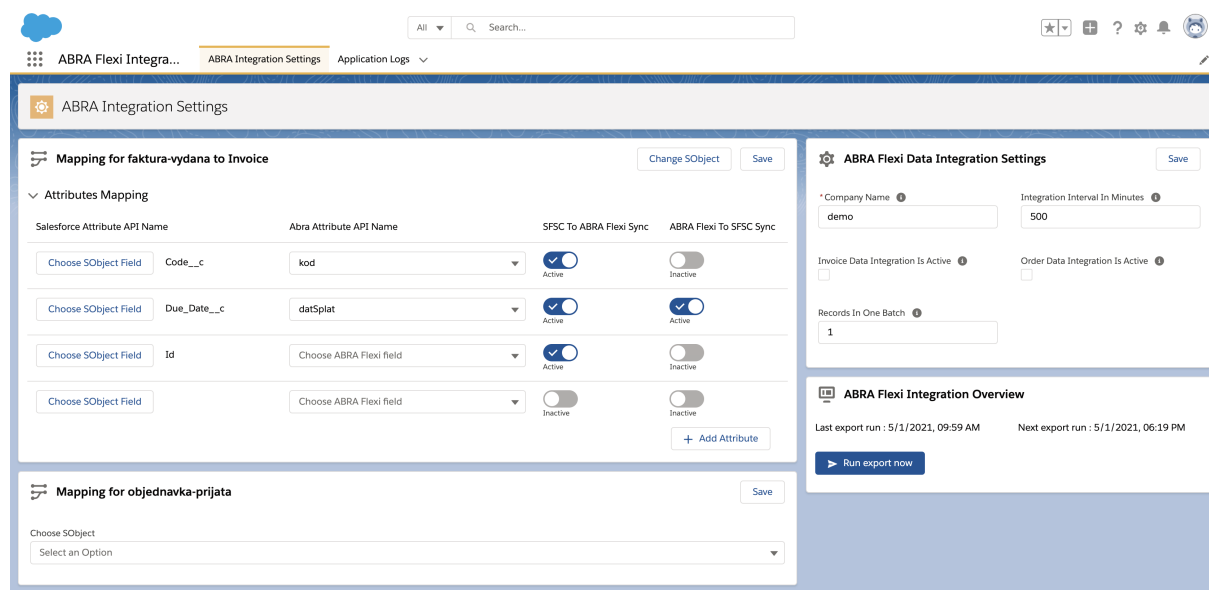 All
Search...
ABRA Flexi Integra...
ABRA Integration Settings
Application Logs
ABRA Integration Settings
Mapping for faktura-vydana to Invoice
Change SObject
Save
Attributes Mapping
Salesforce Attribute API Name
Abra Attribute API Name
SFSC To ABRA Flexi Sync
ABRA Flexi To SFSC Sync
Choose SObject Field
Code__c
kod
Active
Inactive
Choose SObject Field
Due_Date__c
datSplat
Active
Active
Choose SObject Field
Id
Choose ABRA Flexi field
Active
Inactive
Choose SObject Field
Choose ABRA Flexi field
Inactive
Inactive
+ Add Attribute
Mapping for objednavka-prijata
Save
Choose SObject
Select an Option
ABRA Flexi Data Integration Settings
Save
*Company Name
Integration Interval In Minutes
demo
500
Invoice Data Integration Is Active
Order Data Integration Is Active
Records In One Batch
1
ABRA Flexi Integration Overview
Last export run : 5/1/2021, 09:59 AM
Next export run : 5/1/2021, 06:19 PM
Run export now